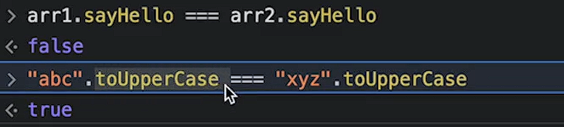 > arr1.sayHello === arr2.sayHello
<· false
> "abc".toUpperCase === "xyz".toUpperCase
<· true